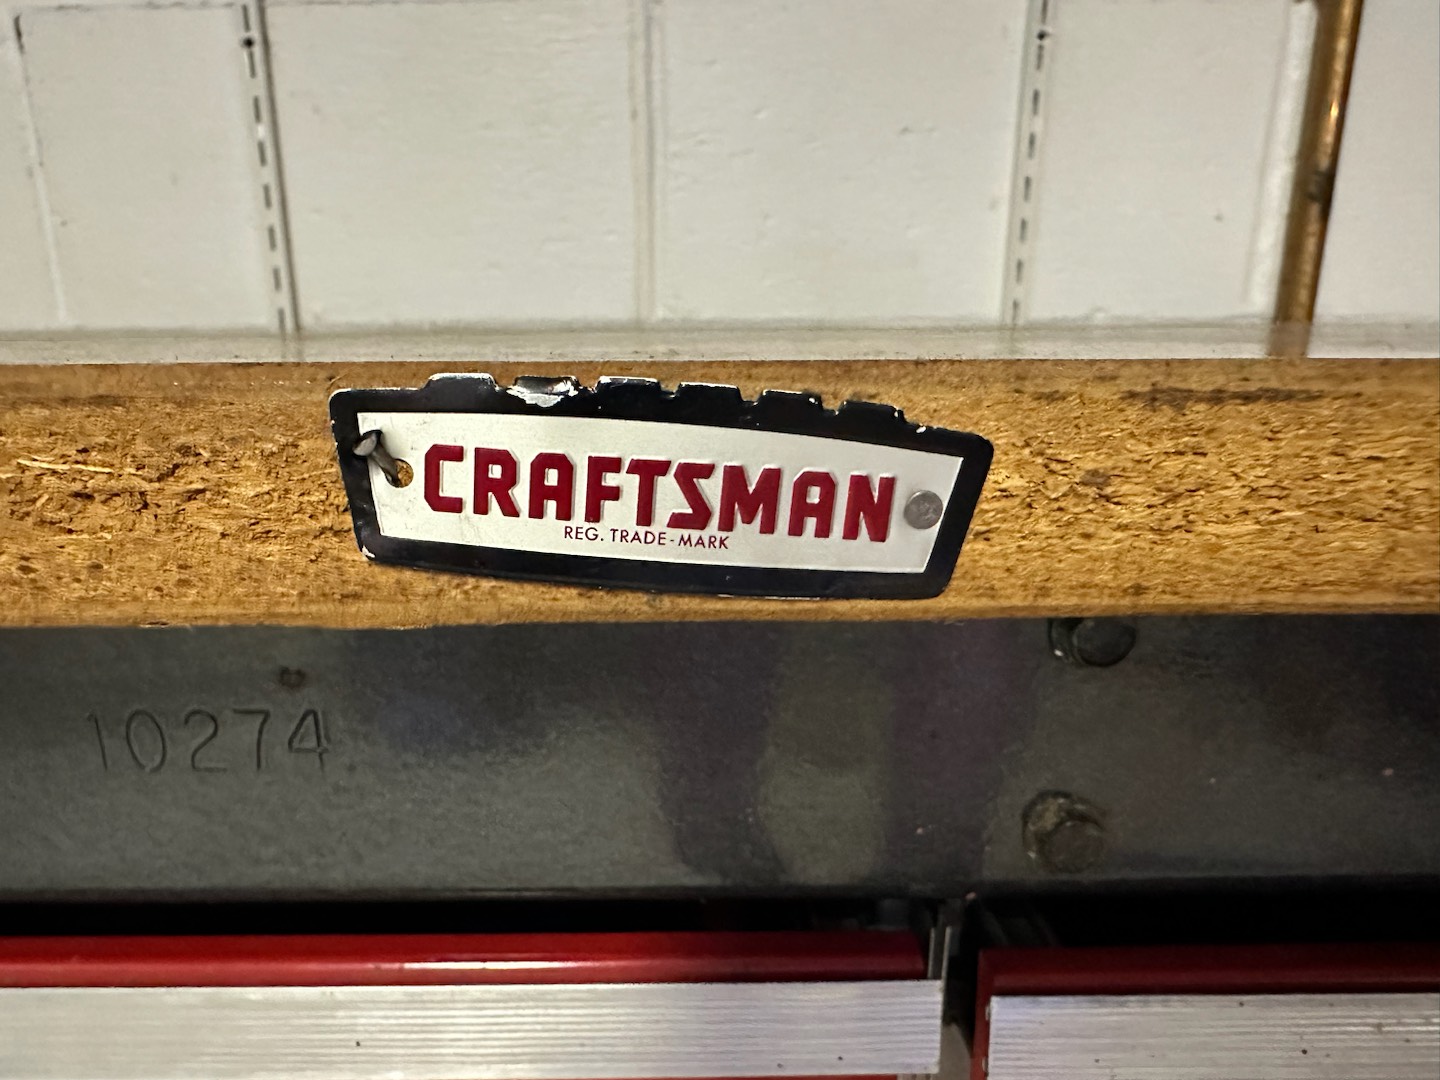 CRAFTSMAN
REG. TRADE-MARK
10274